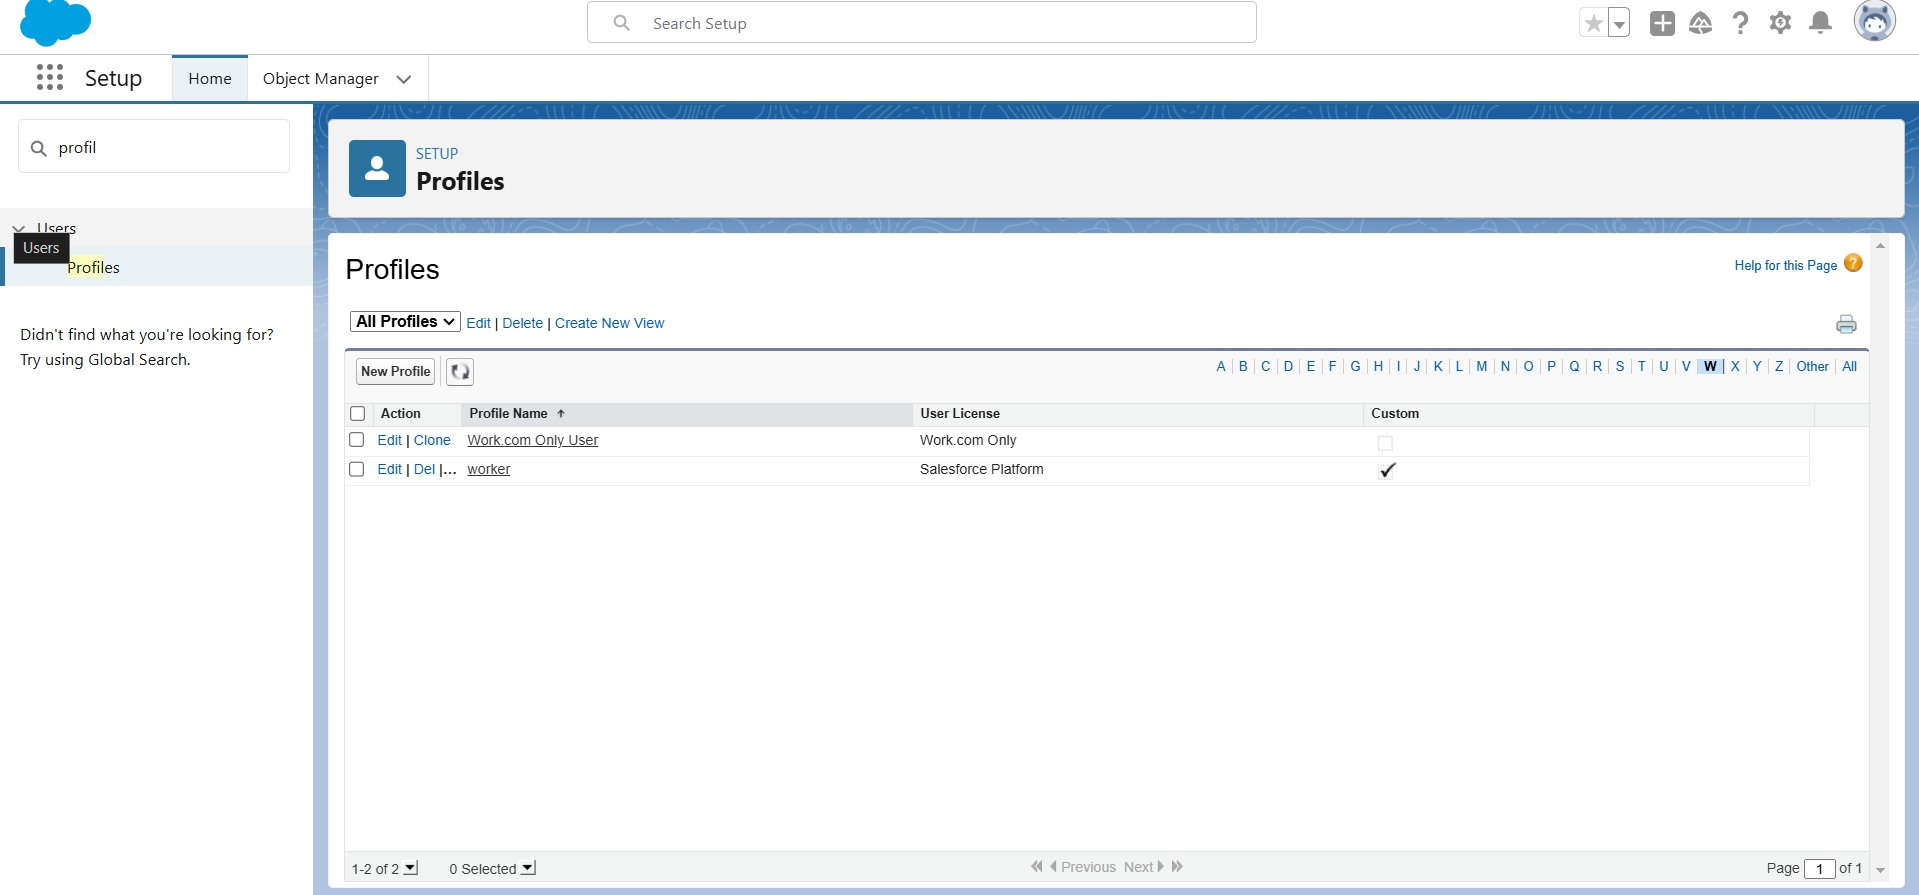 Search Setup
Setup
Home
Object Manager
profil
Users
Users
Profiles
Didn't find what you're looking for?
Try using Global Search.
SETUP
Profiles
Profiles
Help for this Page ?
All Profiles Edit | Delete | Create New View
New Profile
A B C D E F G H I J K L M N O P Q R S T U V W X Y Z Other All
Action Profile Name User License Custom
Edit | Clone Work.com Only User Work.com Only
Edit | Del |... worker Salesforce Platform
1-2 of 2 0 Selected Previous Next Page 1 of 1